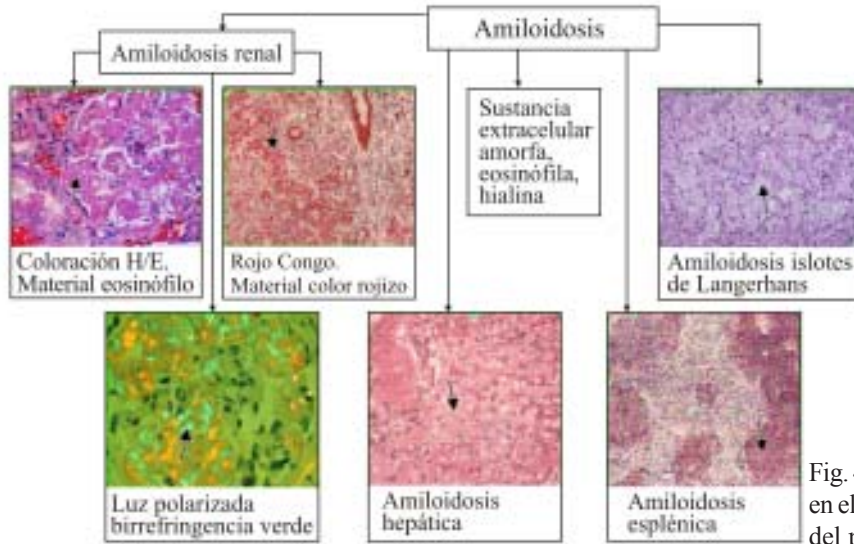 Amiloidosis
Amiloidosis renal
Sustancia
extracelular
amorfa,
eosinófila,
hialina
Coloración H/E.
Material eosinófilo
Rojo Congo.
Material color rojizo
Amiloidosis islotes
de Langerhans
Luz polarizada
birrefringencia verde
Amiloidosis
hepática
Amiloidosis
esplénica
Fig.
en el
del